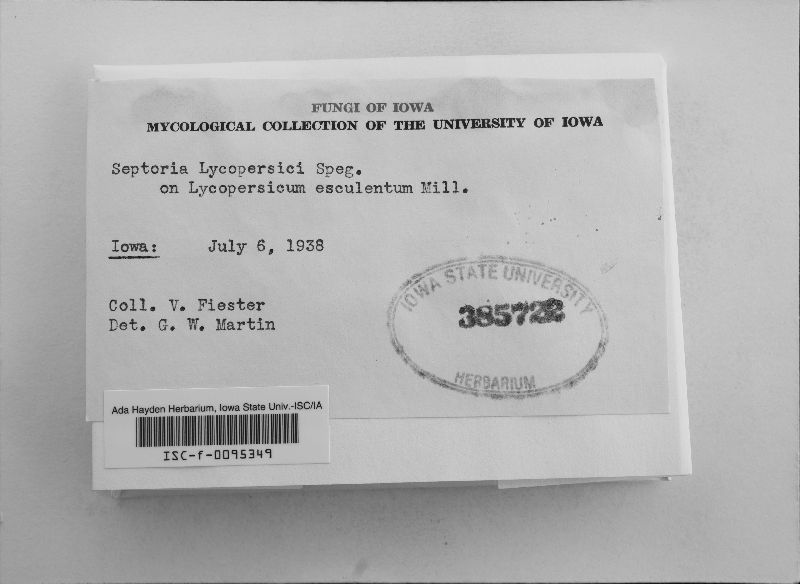 FUNGI OF IOWA
MYCOLOGICAL COLLECTION OF THE UNIVERSITY OF IOWA
Septoria Lycopersici Speg.
on Lycopersicum esculentum Mill.
Iowa: July 6, 1938
Coll. V. Fiester
Det. G. W. Martin
IOWA STATE UNIVERSITY
385722
HERBARIUM
Ada Hayden Herbarium, Iowa State Univ.-ISC/IA
ISC-f-0095349